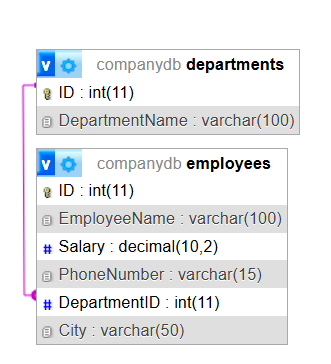 v companydb departments
ID : int(11)
DepartmentName : varchar(100)
v companydb employees
ID : int(11)
EmployeeName : varchar(100)
# Salary : decimal(10,2)
PhoneNumber : varchar(15)
# DepartmentID : int(11)
City : varchar(50)